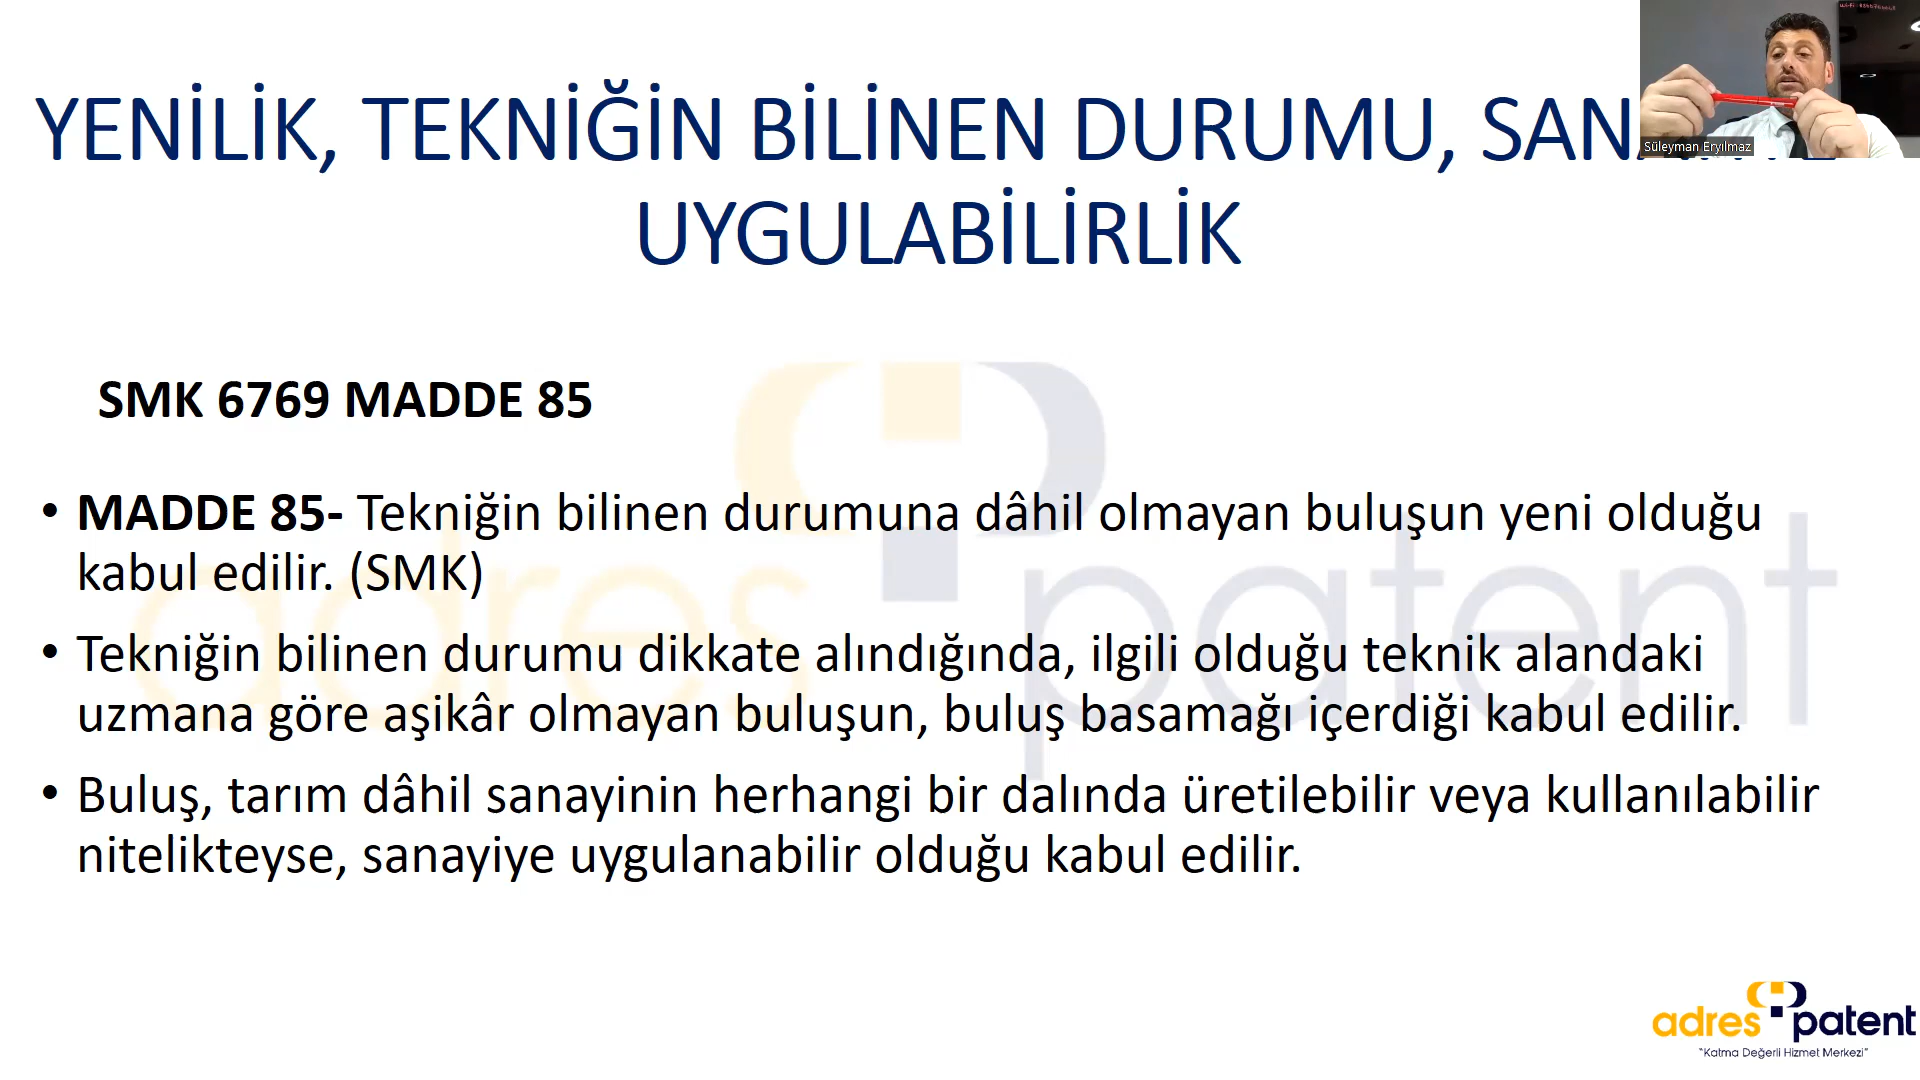 YENİLİK, TEKNİĞİN BİLİNEN DURUMU,
UYGULABİLİRLİK
Süleyman Eryılmaz
SMK 6769 MADDE 85
• MADDE 85- Tekniğin bilinen durumuna dâhil olmayan buluşun yeni olduğu
kabul edilir. (SMK)
• Tekniğin bilinen durumu dikkate alındığında, ilgili olduğu teknik alandaki
uzmana göre aşikâr olmayan buluşun, buluş basamağı içerdiği kabul edilir.
• Buluş, tarım dâhil sanayinin herhangi bir dalında üretilebilir veya kullanılabilir
nitelikteyse, sanayiye uygulanabilir olduğu kabul edilir.
adres patent
adres patent
"Katma Değerli Hizmet Merkezi"